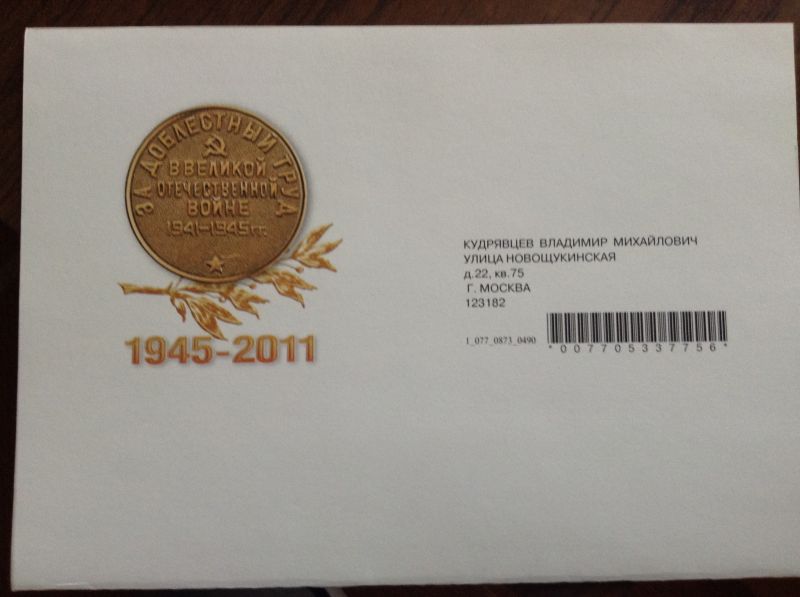 ЗА ДОБЛЕСТНЫЙ ТРУД
В ВЕЛИКОЙ
ОТЕЧЕСТВЕННОЙ
ВОЙНЕ
1941-1945 гг.
1945-2011
КУДРЯВЦЕВ ВЛАДИМИР МИХАЙЛОВИЧ
УЛИЦА НОВОЩУКИНСКАЯ
д.22, кв.75
Г. МОСКВА
123182
1_077_0873_0490
*007705337756*